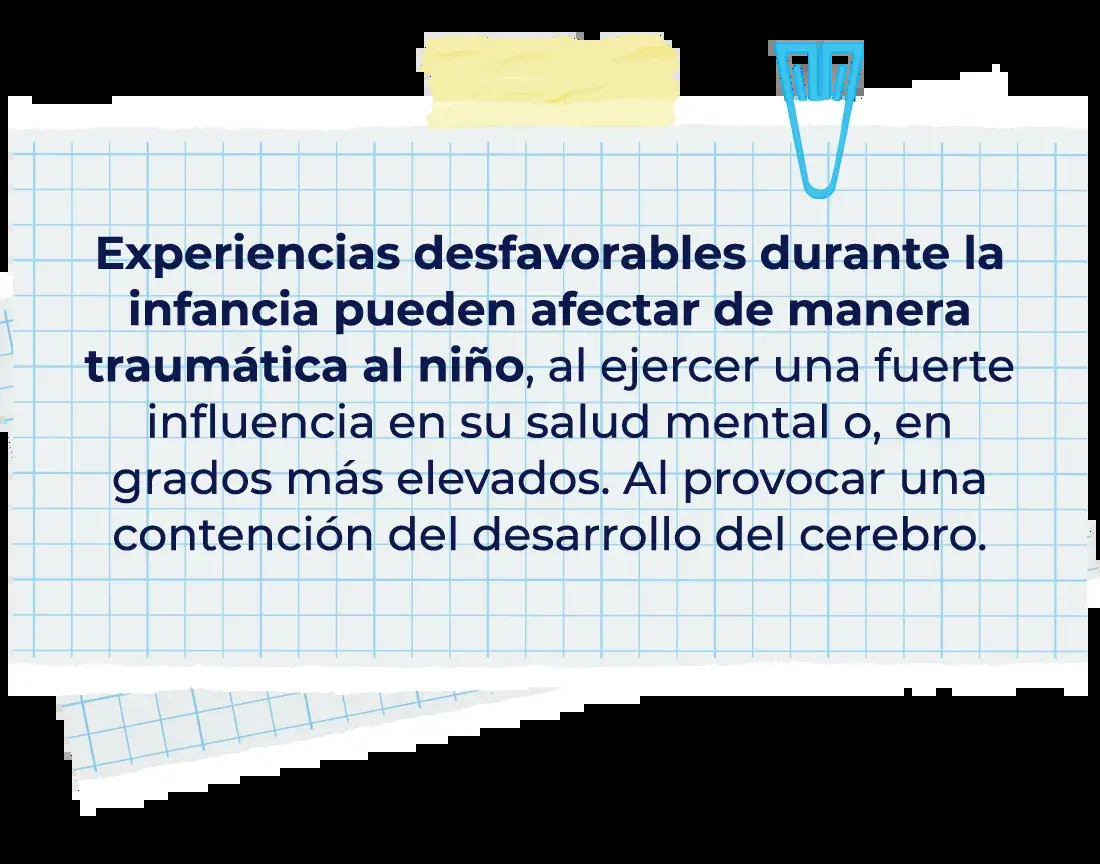 Experiencias desfavorables durante la
infancia pueden afectar de manera
traumática al niño, al ejercer una fuerte
influencia en su salud mental o, en
grados más elevados. Al provocar una
contención del desarrollo del cerebro.